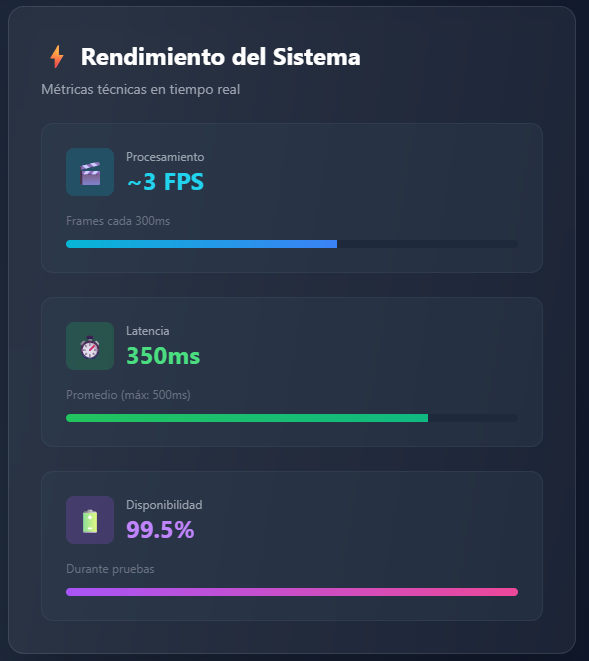 Rendimiento del Sistema
Métricas técnicas en tiempo real
Procesamiento
~3 FPS
Frames cada 300ms
Latencia
350ms
Promedio (máx: 500ms)
Disponibilidad
99.5%
Durante pruebas